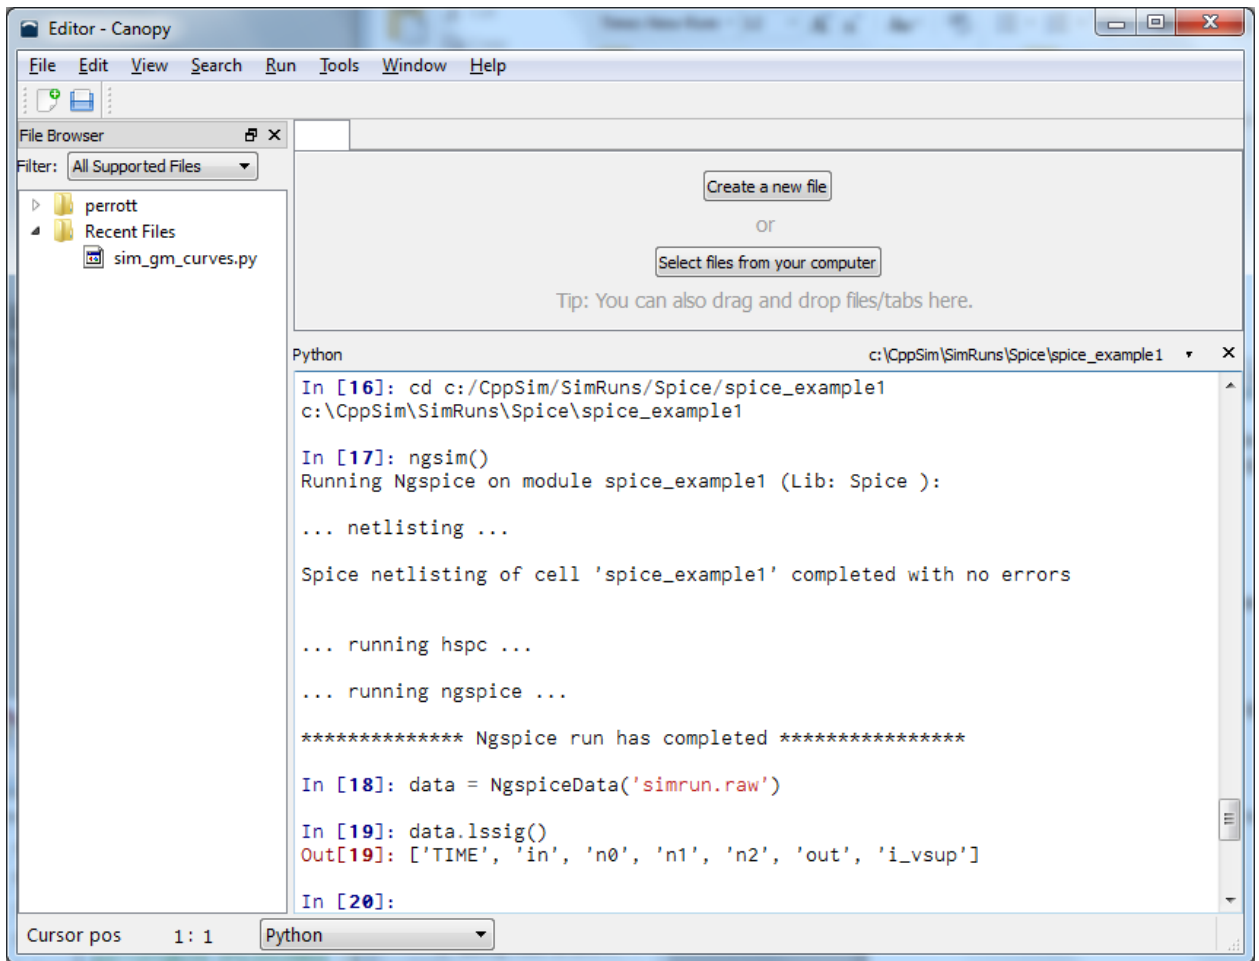 Editor - Canopy
File Edit View Search Run Tools Window Help
File Browser
Filter: All Supported Files
perrott
Recent Files
sim_gm_curves.py
Create a new file
or
Select files from your computer
Tip: You can also drag and drop files/tabs here.
Python c:\CppSim\SimRuns\Spice\spice_example1
In [16]: cd c:/CppSim/SimRuns/Spice/spice_example1
c:\CppSim\SimRuns\Spice\spice_example1
In [17]: ngsim()
Running Ngspice on module spice_example1 (Lib: Spice ):
... netlisting ...
Spice netlisting of cell 'spice_example1' completed with no errors
... running hspc ...
... running ngspice ...
************** Ngspice run has completed ****************
In [18]: data = NgspiceData('simrun.raw')
In [19]: data.lssig()
Out[19]: ['TIME', 'in', 'n0', 'n1', 'n2', 'out', 'i_vsup']
In [20]:
Cursor pos 1: 1 Python